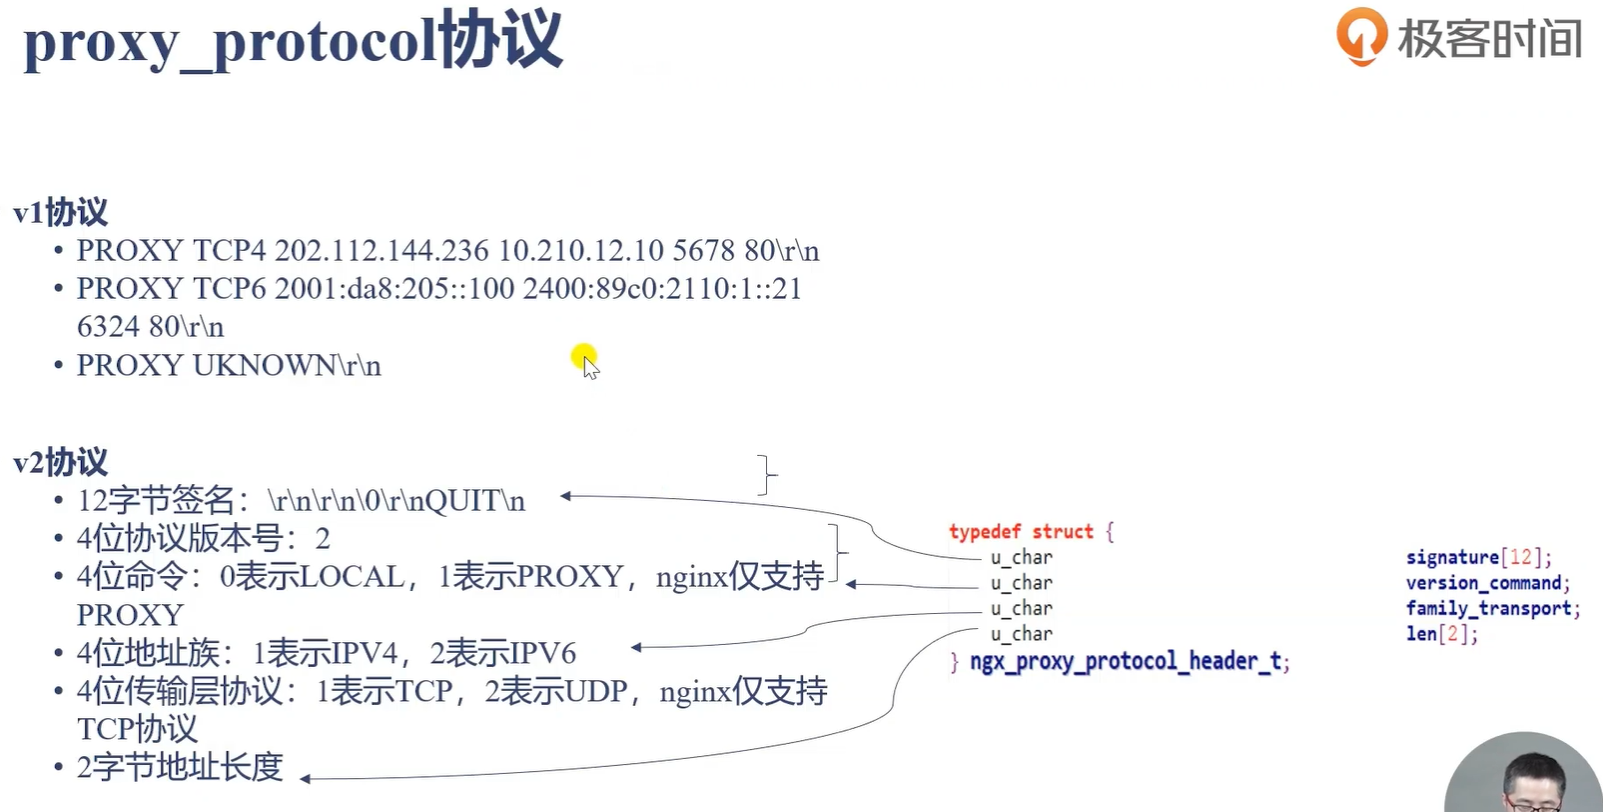 proxy_protocol协议
极客时间
v1协议
• PROXY TCP4 202.112.144.236 10.210.12.10 5678 80\r\n
• PROXY TCP6 2001:da8:205::100 2400:89c0:2110:1::21
6324 80\r\n
• PROXY UKNOWN\r\n
v2协议
• 12字节签名：\r\n\r\n\0\r\nQUIT\n
• 4位协议版本号：2
• 4位命令：0表示LOCAL，1表示PROXY，nginx仅支持
PROXY
• 4位地址族：1表示IPV4，2表示IPV6
• 4位传输层协议：1表示TCP，2表示UDP，nginx仅支持
TCP协议
• 2字节地址长度
typedef struct {
u_char signature[12];
u_char version_command;
u_char family_transport;
u_char len[2];
} ngx_proxy_protocol_header_t;